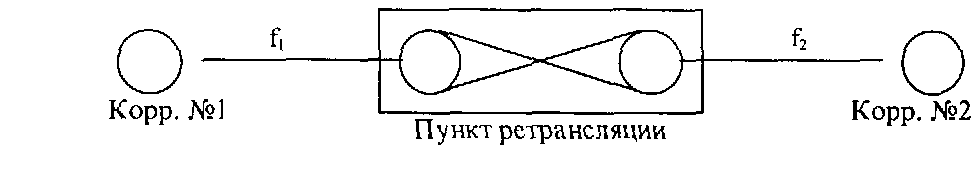 f₁
f₂
Корр. №1
Корр. №2
Пункт ретрансляции